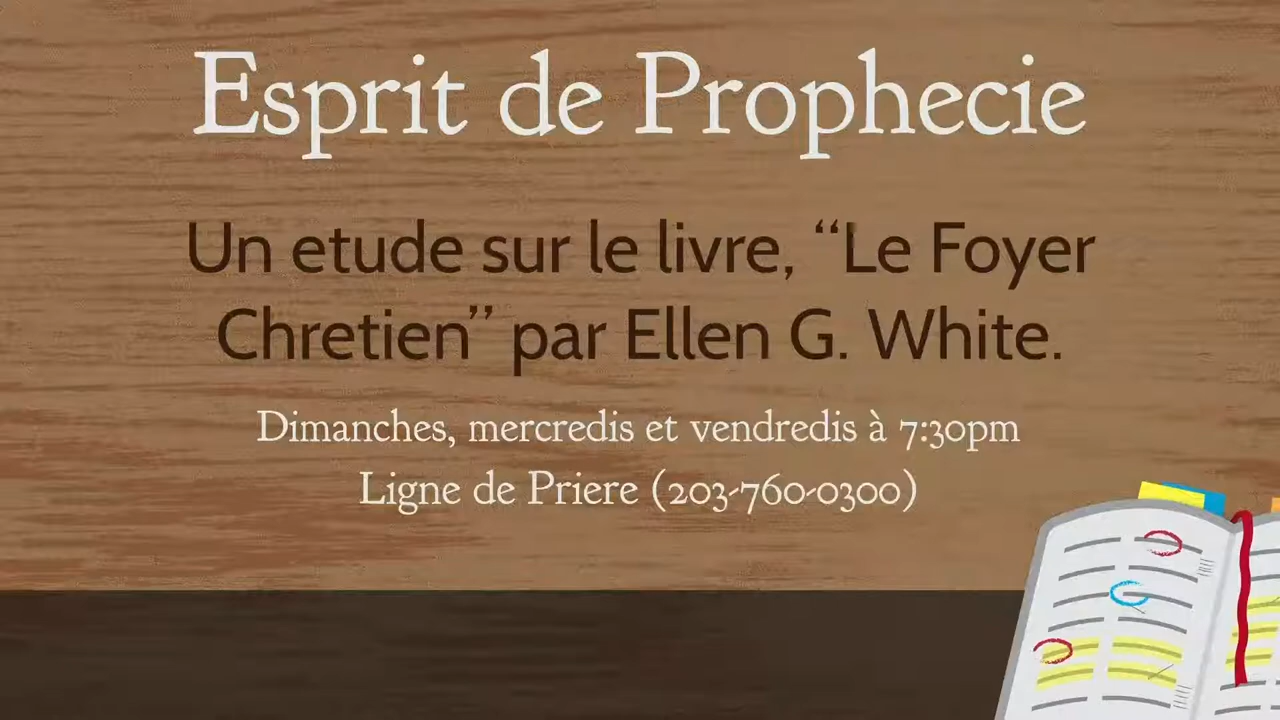 Esprit de Prophecie
Un etude sur le livre, “Le Foyer
Chretien” par Ellen G. White.
Dimanches, mercredis et vendredis à 7:30pm
Ligne de Priere (203-760-0300)